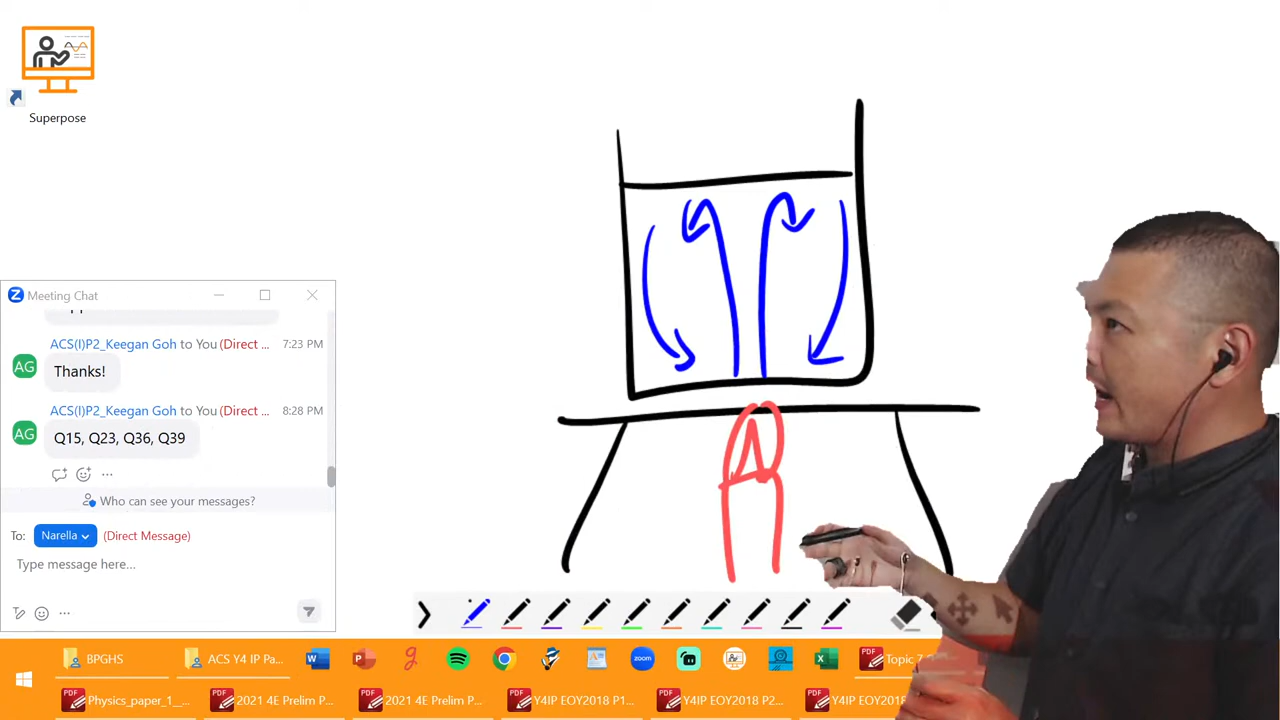 Superpose
Meeting Chat
ACS(I)P2_Keegan Goh to You (Direct ... 7:23 PM
AG
Thanks!
ACS(I)P2_Keegan Goh to You (Direct ... 8:28 PM
AG
Q15, Q23, Q36, Q39
Who can see your messages?
To: Narella (Direct Message)
Type message here...
BPGHS
ACS Y4 IP Pa...
Topic 7
Physics_paper_1_...
2021 4E Prelim P...
2021 4E Prelim P...
Y4IP EOY2018 P1
Y4IP EOY2018 P2
Y4IP EOY2018